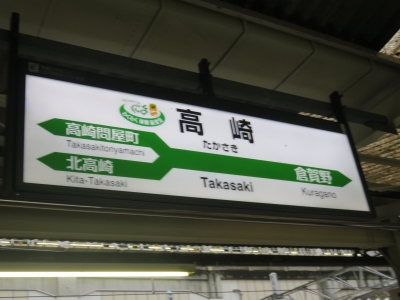 高崎
たかさき
Takasaki
高崎問屋町
Takasakitonyamachi
北高崎
Kita-Takasaki
倉賀野
Kuragano